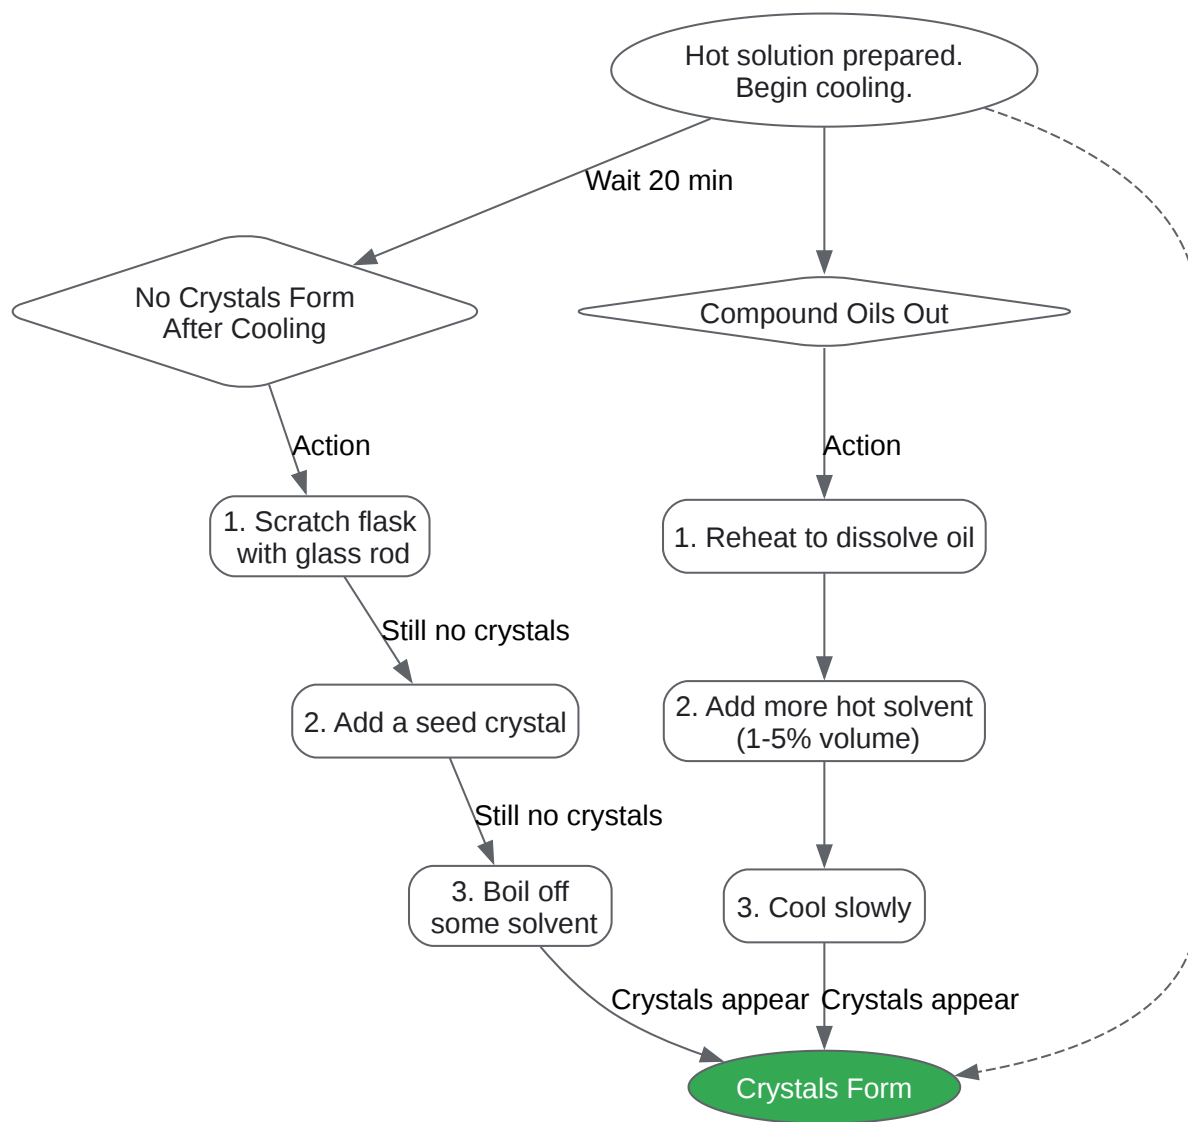 Hot solution prepared.
Begin cooling.
Wait 20 min
No Crystals Form
After Cooling
Compound Oils Out
Action
Action
1. Scratch flask
with glass rod
1. Reheat to dissolve oil
Still no crystals
2. Add a seed crystal
2. Add more hot solvent
(1-5% volume)
Still no crystals
3. Boil off
some solvent
3. Cool slowly
Crystals appear
Crystals appear
Crystals Form